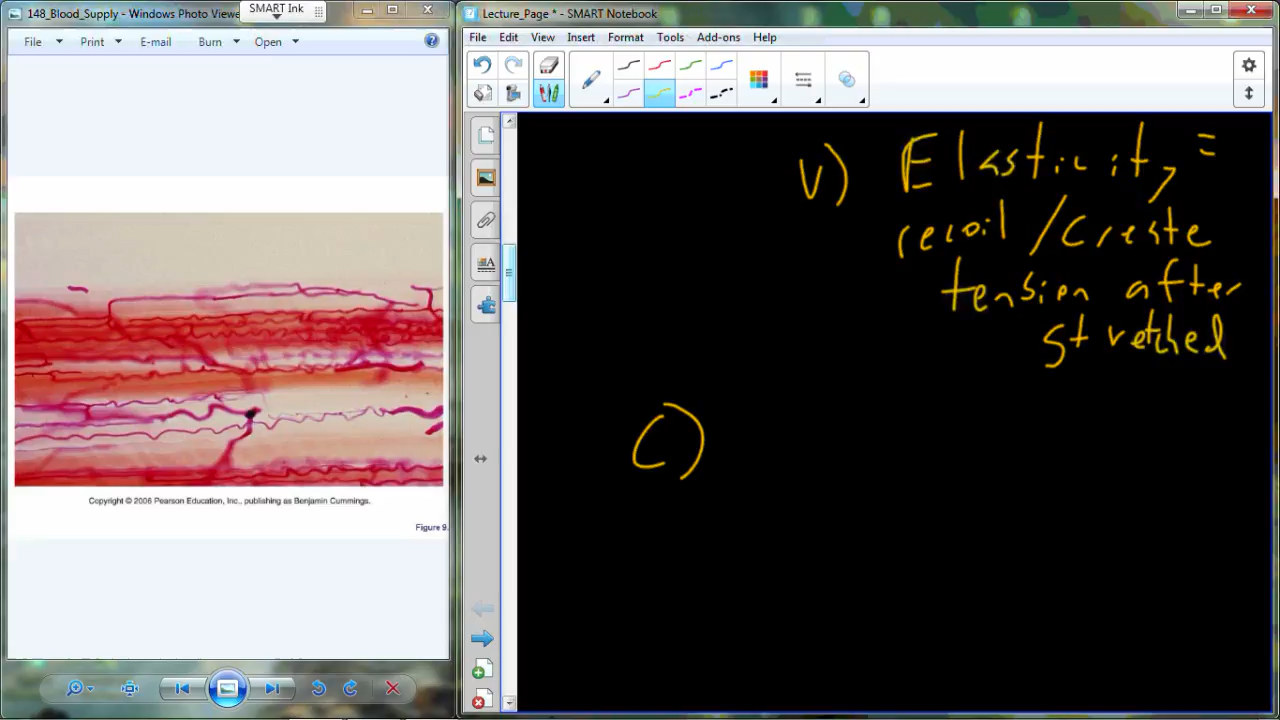 148_Blood_Supply - Windows Photo Viewe
SMART Ink
File Print E-mail Burn Open
Copyright © 2006 Pearson Education, Inc., publishing as Benjamin Cummings.
Figure 9.
Lecture_Page * - SMART Notebook
File Edit View Insert Format Tools Add-ons Help
v) Elasticity =
recoil / create
tension after
stretched
C)